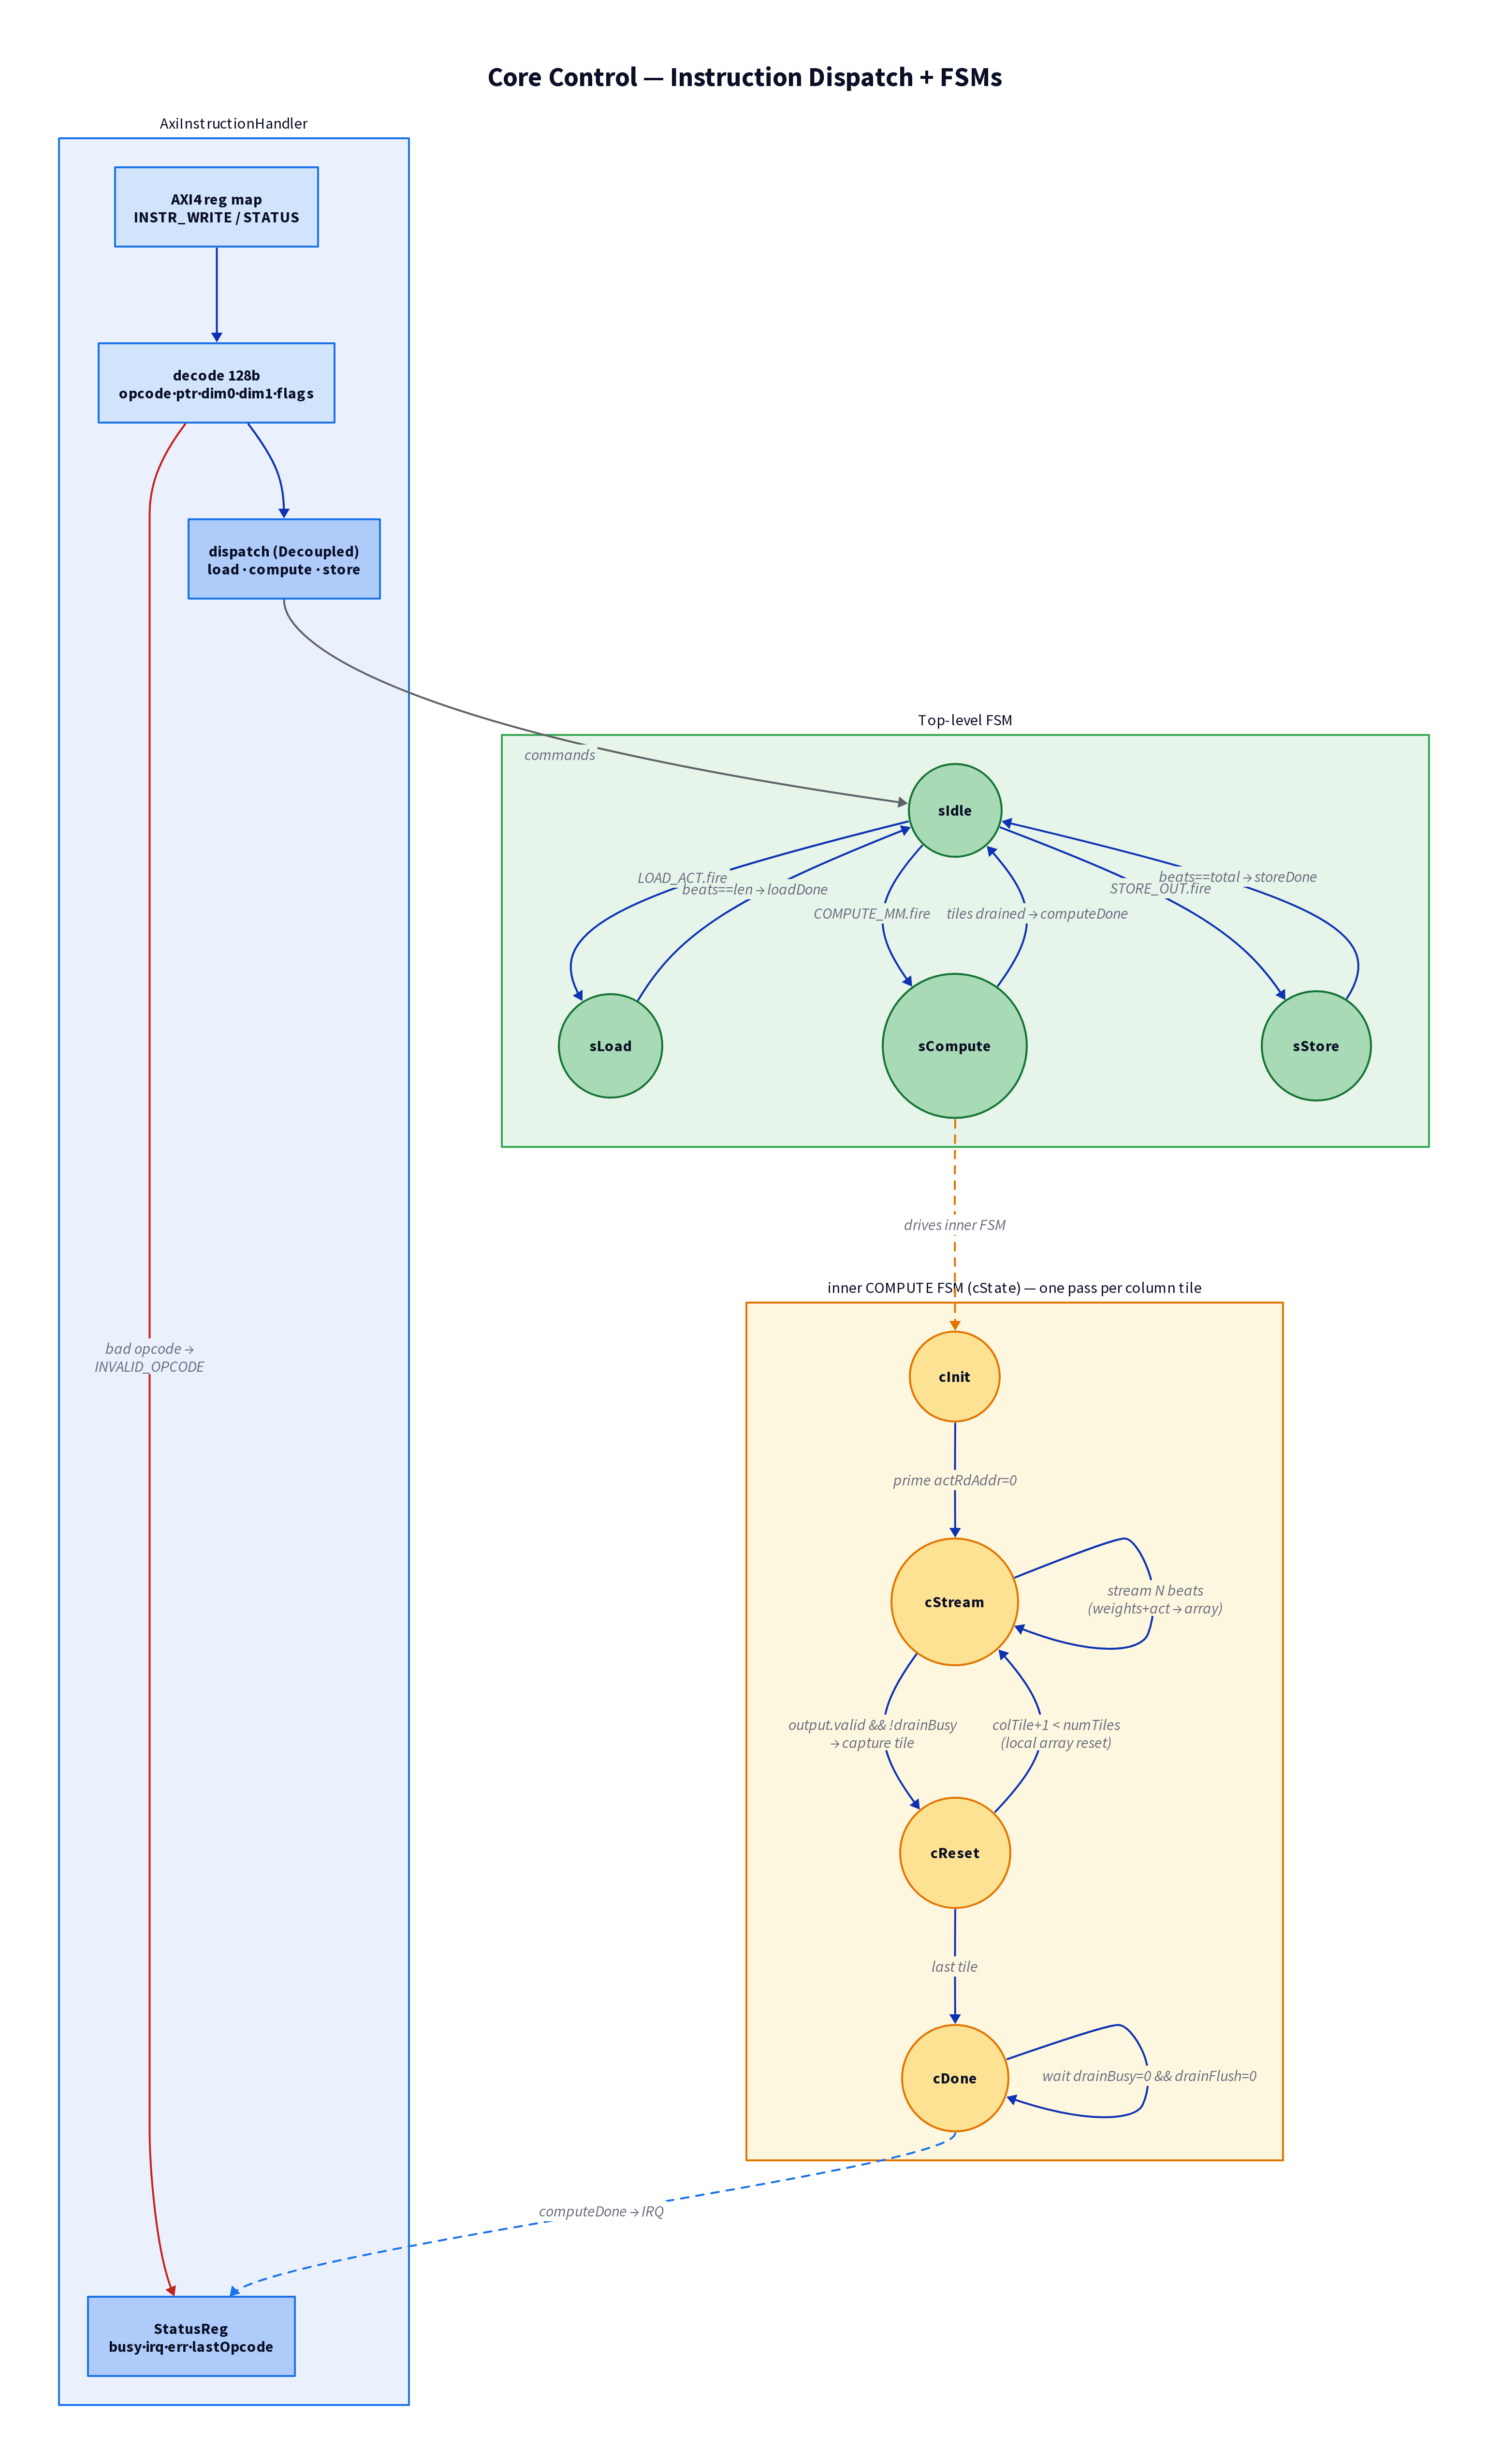 Core Control — Instruction Dispatch + FSMs
AxiInstructionHandler
AXI4 reg map
INSTR_WRITE / STATUS
decode 128b
opcode·ptr·dim0·dim1·flags
dispatch (Decoupled)
load · compute · store
Top-level FSM
commands
sIdle
LOAD_ACT.fire
beats==len→loadDone
COMPUTE_MM.fire
tiles drained→computeDone
STORE_OUT.fire
beats==total→storeDone
sLoad
sCompute
sStore
drives inner FSM
inner COMPUTE FSM (cState) — one pass per column tile
bad opcode→
INVALID_OPCODE
cInit
prime actRdAddr=0
cStream
stream N beats
(weights+act→array)
output.valid && !drainBusy
→capture tile
colTile+1 < numTiles
(local array reset)
cReset
last tile
cDone
wait drainBusy=0 && drainFlush=0
computeDone→IRQ
StatusReg
busy·irq·err·lastOpcode